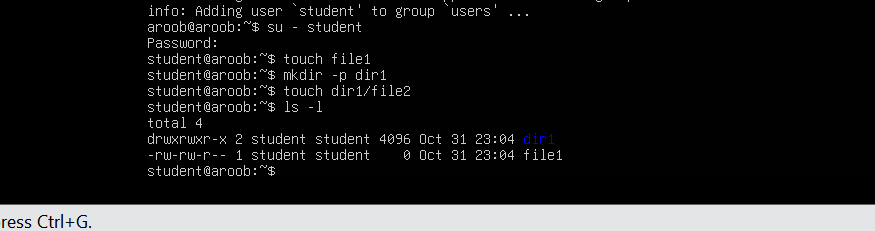 info: Adding user `student' to group `users' ...
aroob@aroob:~$ su - student
Password:
student@aroob:~$ touch file1
student@aroob:~$ mkdir -p dir1
student@aroob:~$ touch dir1/file2
student@aroob:~$ ls -l
total 4
drwxrwxr-x 2 student student 4096 Oct 31 23:04 dir1
-rw-rw-r-- 1 student student    0 Oct 31 23:04 file1
student@aroob:~$
ress Ctrl+G.